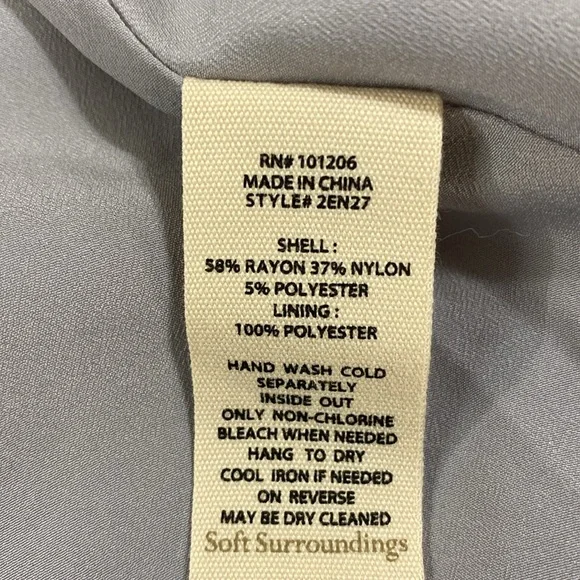 RN# 101206
MADE IN CHINA
STYLE# 2EN27
SHELL :
58% RAYON 37% NYLON
5% POLYESTER
LINING :
100% POLYESTER
HAND WASH COLD
SEPARATELY
INSIDE OUT
ONLY NON-CHLORINE
BLEACH WHEN NEEDED
HANG TO DRY
COOL IRON IF NEEDED
ON REVERSE
MAY BE DRY CLEANED
Soft Surroundings